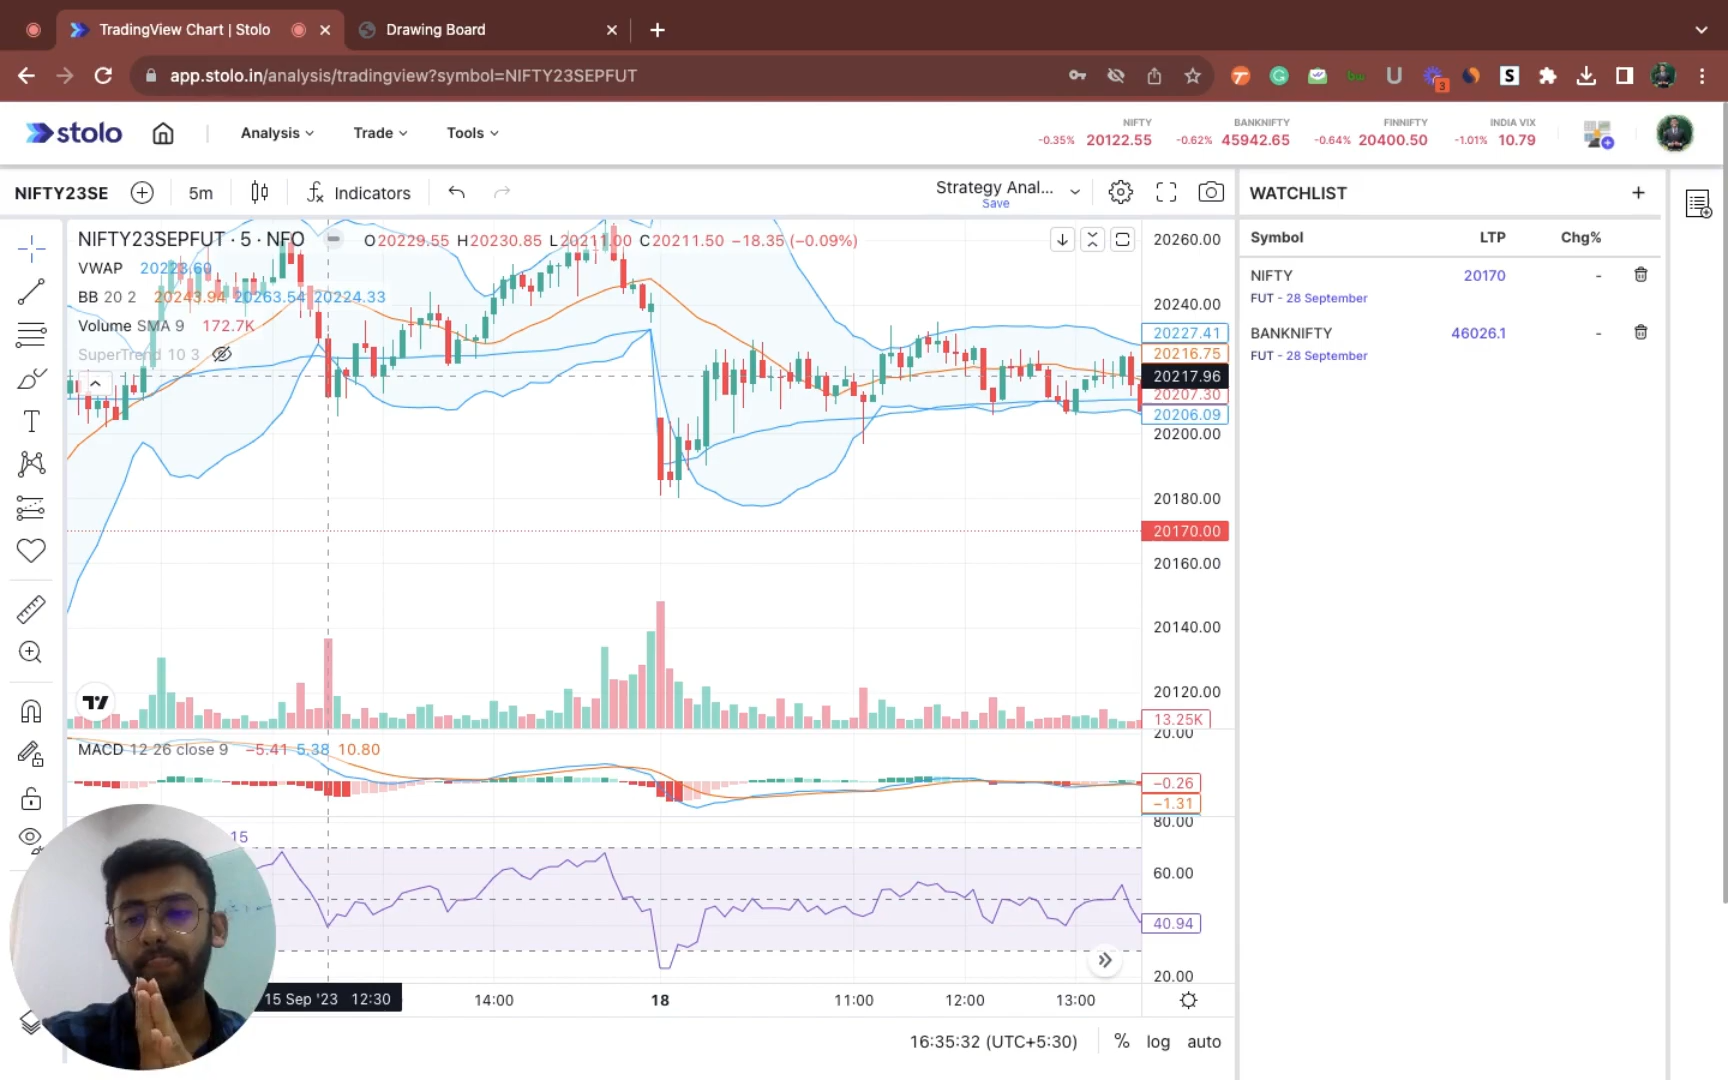 TradingView Chart | Stolo
Drawing Board
app.stolo.in/analysis/tradingview?symbol=NIFTY23SEPFUT
3
stolo
Analysis
Trade
Tools
NIFTY
-0.35% 20122.55
BANKNIFTY
-0.62% 45942.65
FINNIFTY
-0.64% 20400.50
INDIA VIX
-1.01% 10.79
NIFTY23SE
5m
Indicators
Strategy Anal...
Save
WATCHLIST
Symbol LTP Chg%
NIFTY 20170 -
FUT - 28 September
BANKNIFTY 46026.1 -
FUT - 28 September
NIFTY23SEPFUT · 5 · NFO O20229.55 H20230.85 L20211.00 C20211.50 −18.35 (−0.09%)
VWAP 20223.60
BB 20 2 20243.94 20263.54 20224.33
Volume SMA 9 172.7K
SuperTrend 10 3
20260.00
20240.00
20227.41
20216.75
20217.96
20207.30
20206.09
20200.00
20180.00
20170.00
20160.00
20140.00
20120.00
13.25K
20.00
MACD 12 26 close 9 −5.41 5.38 10.80
−0.26
−1.31
80.00
15
60.00
40.94
20.00
15 Sep '23 12:30 14:00 18 11:00 12:00 13:00
16:35:32 (UTC+5:30) % log auto